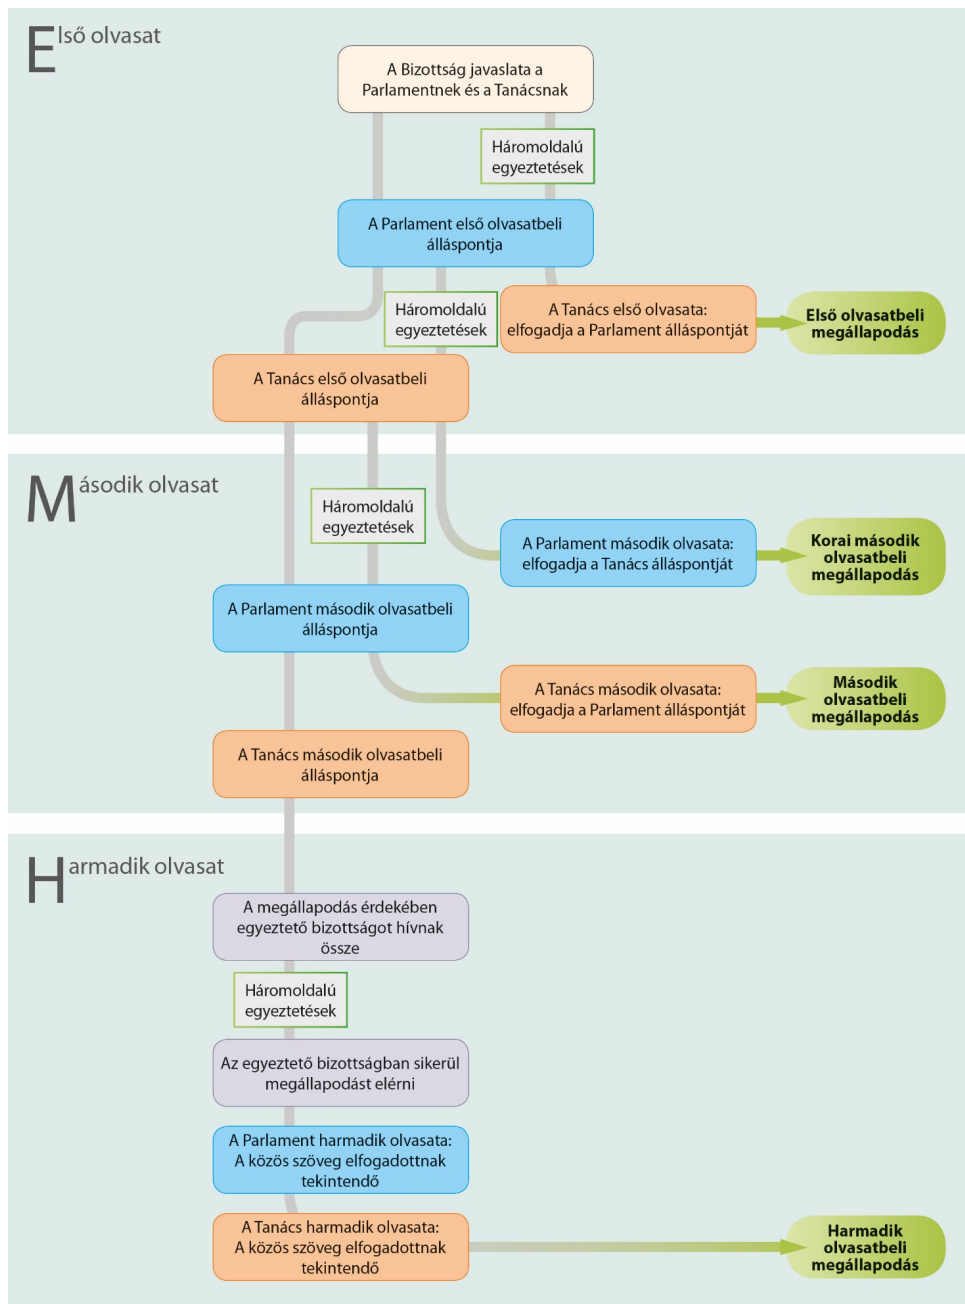 Első olvasat
A Bizottság javaslata a
Parlamentnek és a Tanácsnak
Háromoldalú
egyeztetések
A Parlament első olvasatbeli
álláspontja
Háromoldalú
egyeztetések
A Tanács első olvasata:
elfogadja a Parlament álláspontját
Első olvasatbeli
megállapodás
A Tanács első olvasatbeli
álláspontja
Második olvasat
Háromoldalú
egyeztetések
A Parlament második olvasata:
elfogadja a Tanács álláspontját
Korai második
olvasatbeli
megállapodás
A Parlament második olvasatbeli
álláspontja
A Tanács második olvasata:
elfogadja a Parlament álláspontját
Második
olvasatbeli
megállapodás
A Tanács második olvasatbeli
álláspontja
Harmadik olvasat
A megállapodás érdekében
egyeztető bizottságot hívnak
össze
Háromoldalú
egyeztetések
Az egyeztető bizottságban sikerül
megállapodást elérni
A Parlament harmadik olvasata:
A közös szöveg elfogadottnak
tekintendő
A Tanács harmadik olvasata:
A közös szöveg elfogadottnak
tekintendő
Harmadik
olvasatbeli
megállapodás